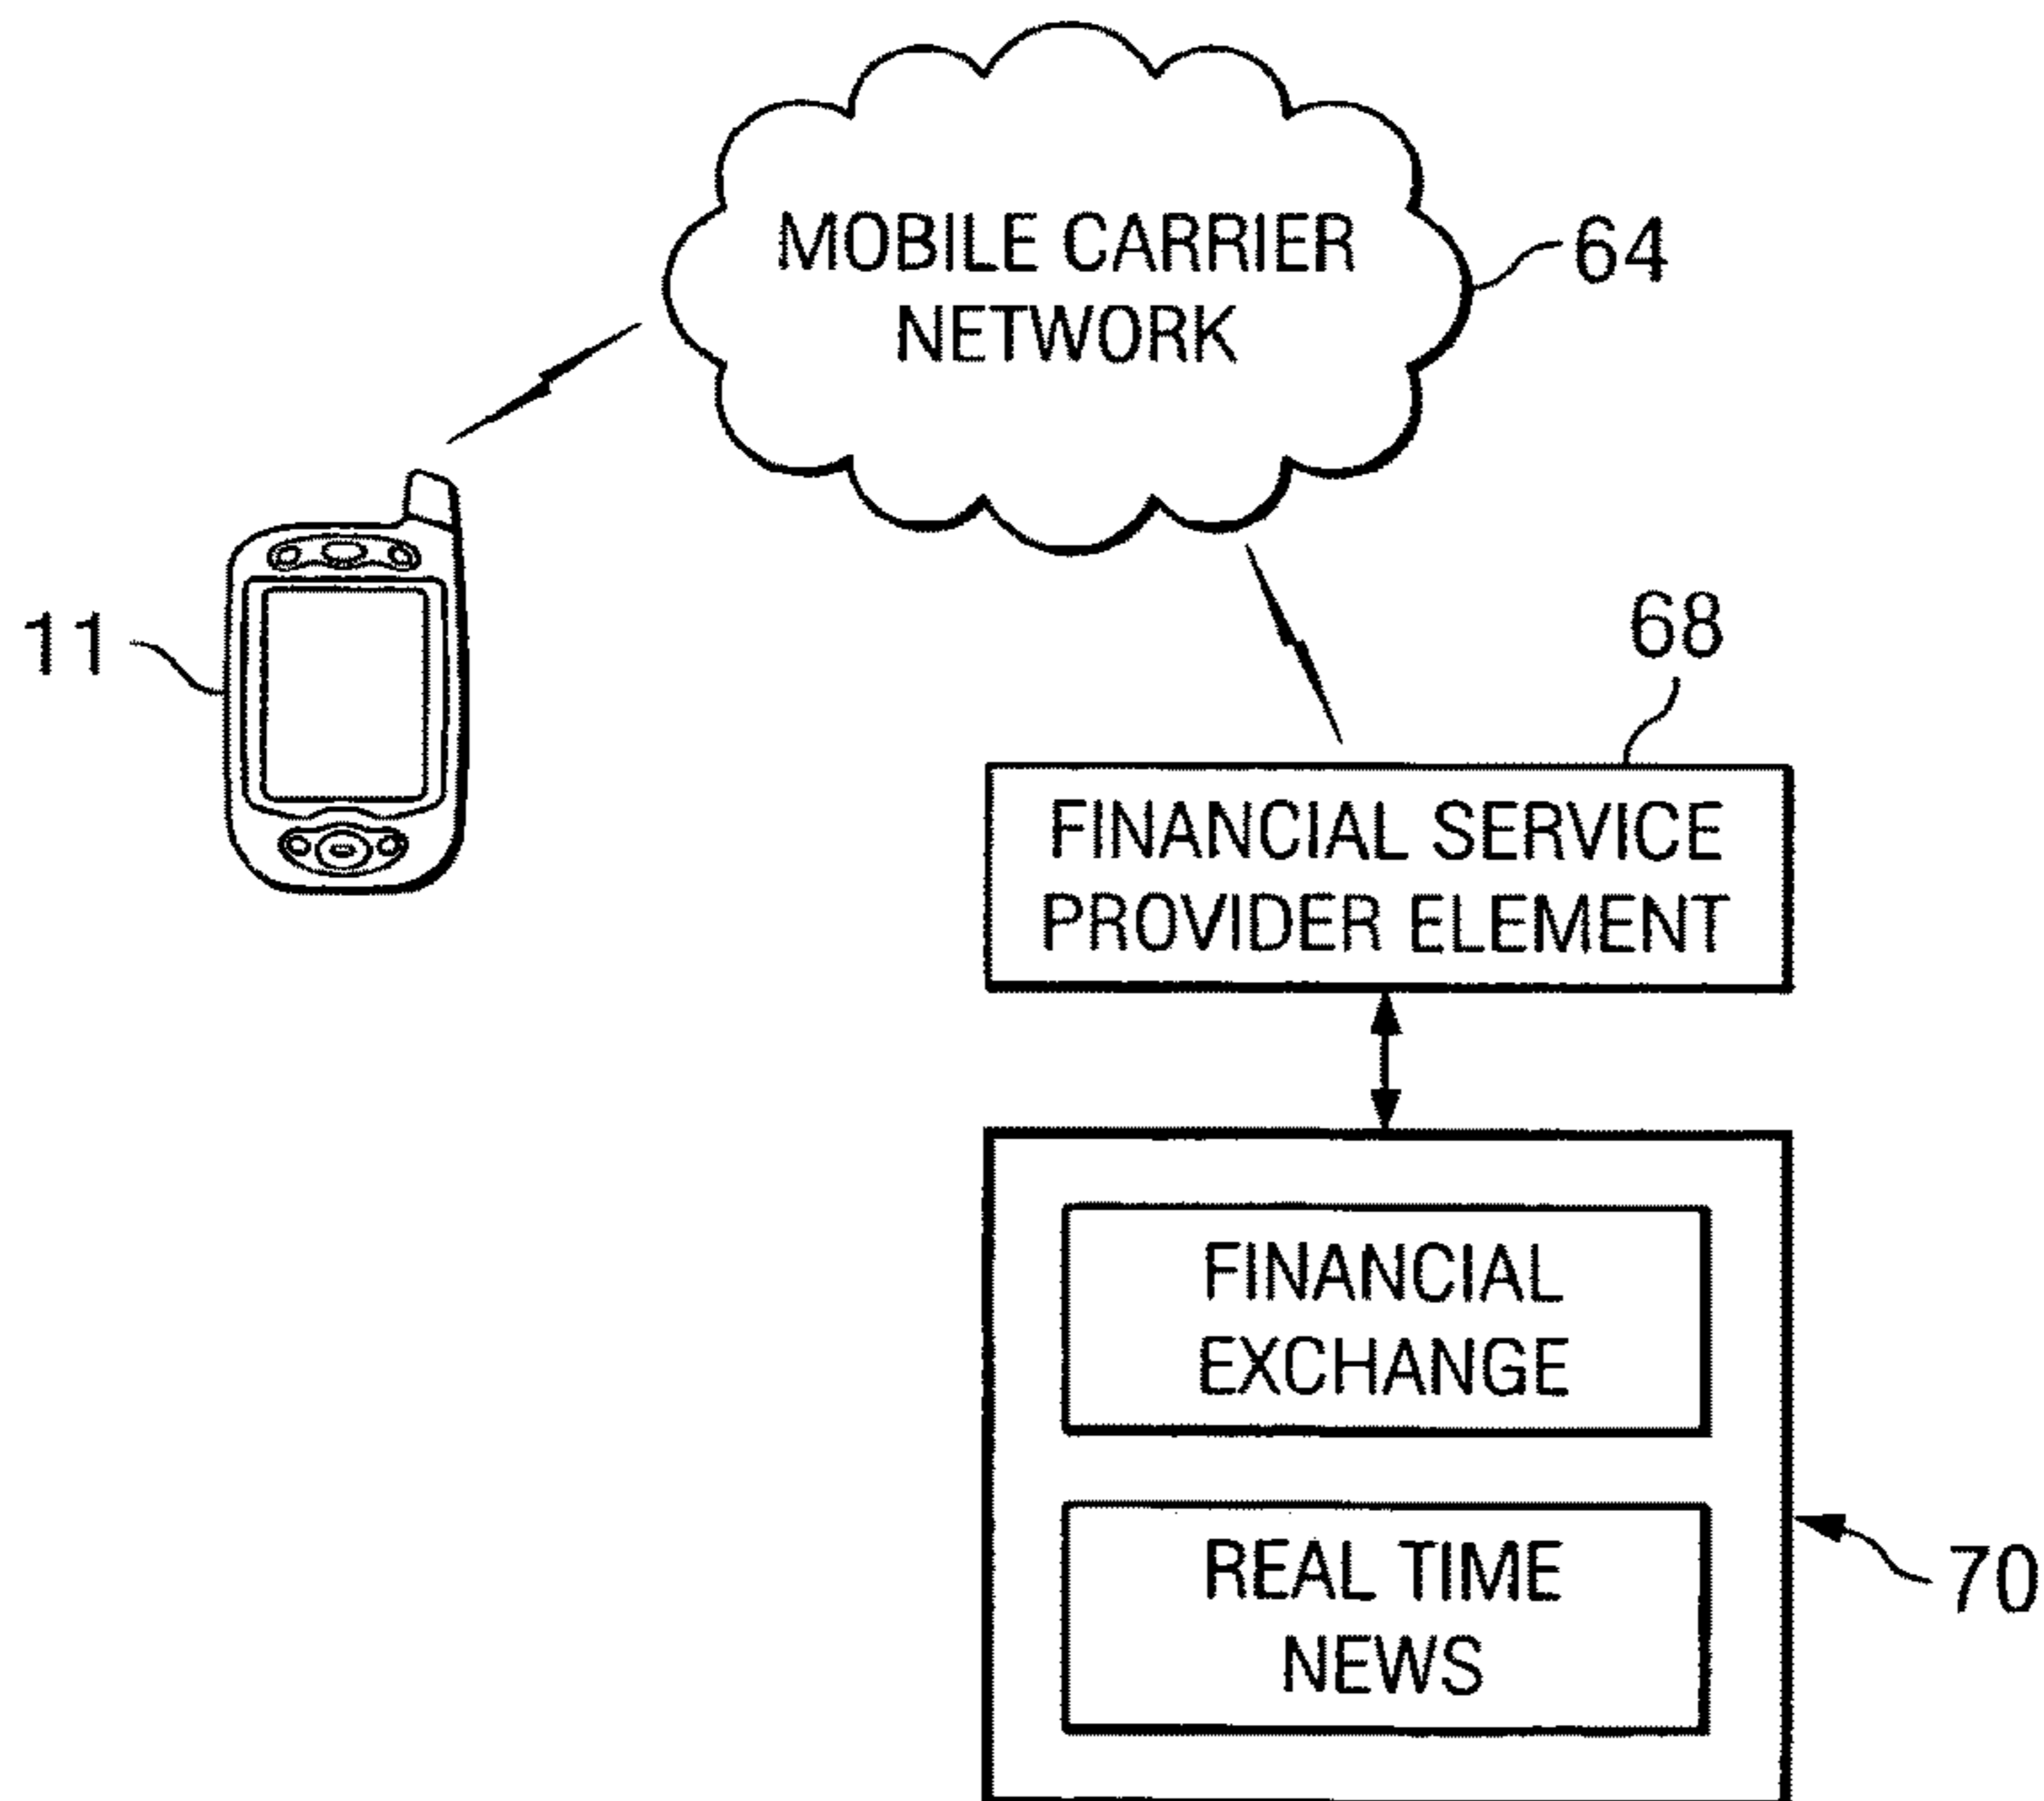 MOBILE CARRIER
NETWORK
64
11
68
FINANCIAL SERVICE
PROVIDER ELEMENT
FINANCIAL
EXCHANGE
REAL TIME
NEWS
70